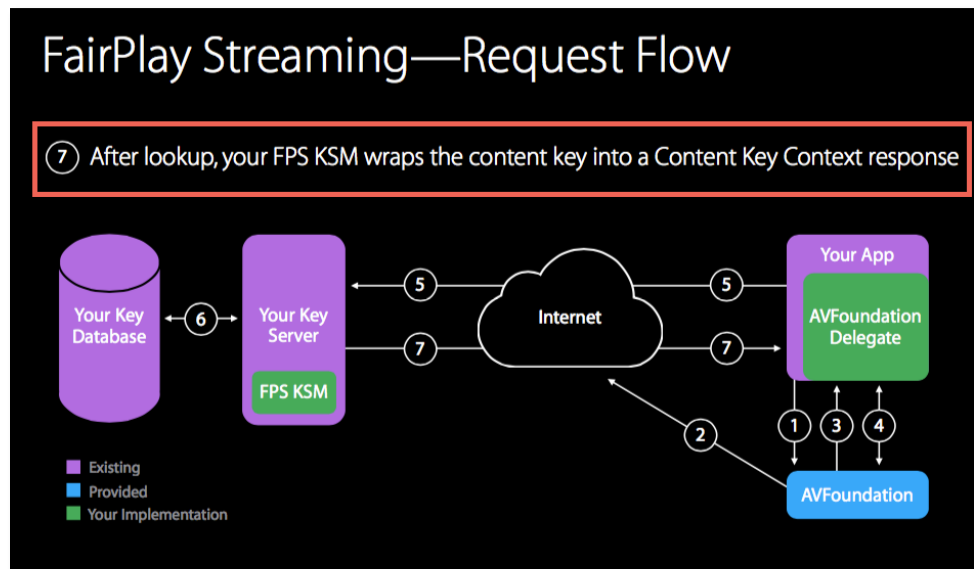 FairPlay Streaming—Request Flow
7 After lookup, your FPS KSM wraps the content key into a Content Key Context response
Your Key
Database
6
Your Key
Server
FPS KSM
5
7
Internet
5
7
Your App
AVFoundation
Delegate
2
1
3
4
AVFoundation
Existing
Provided
Your Implementation